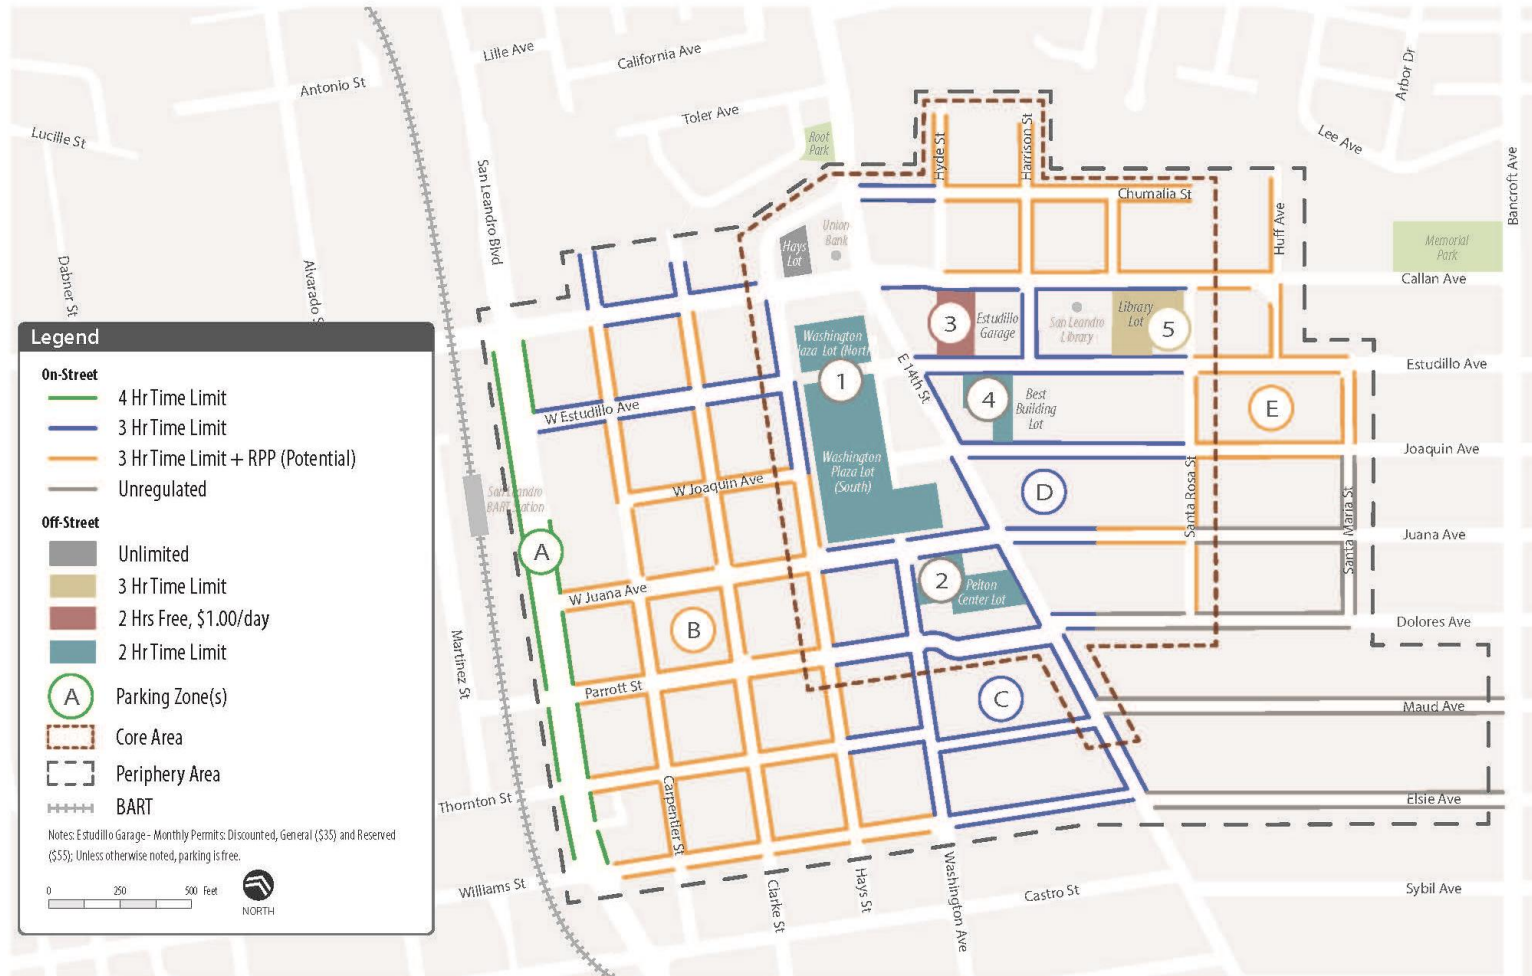 Lille Ave
California Ave
Antonio St
Toler Ave
Arbor Dr
Lucille St
Root
Park
Lee Ave
Hyde St
Harrison St
Bancroft Ave
San Leandro Blvd
Chumalia St
Huff Ave
Union
Bank
Hays
Lot
Memorial
Park
Dabner St
Alvarado S
Callan Ave
Legend
On-Street
4 Hr Time Limit
3 Hr Time Limit
3 Hr Time Limit + RPP (Potential)
Unregulated
Off-Street
Unlimited
3 Hr Time Limit
2 Hrs Free, $1.00/day
2 Hr Time Limit
A
Parking Zone(s)
Core Area
Periphery Area
BART
Notes: Estudillo Garage - Monthly Permits: Discounted, General ($35) and Reserved
($55); Unless otherwise noted, parking is free.
0
250
500 Feet
NORTH
3
Estudillo
Garage
San Leandro
Library
Library
Lot
5
Washington
laza Lot (North
1
E 14th St
Estudillo Ave
4
Best
Building
Lot
E
W Estudillo Ave
Joaquin Ave
Washington
Plaza Lot
(South)
W Joaquin Ave
San Leandro
BART Station
D
Santa Rosa St
Santa Maria St
Juana Ave
A
W Juana Ave
2
Pelton
Center Lot
B
Dolores Ave
Martinez St
Parrott St
C
Maud Ave
Thornton St
Carpentier St
Elsie Ave
Williams St
Clarke St
Hays St
Washington Ave
Castro St
Sybil Ave